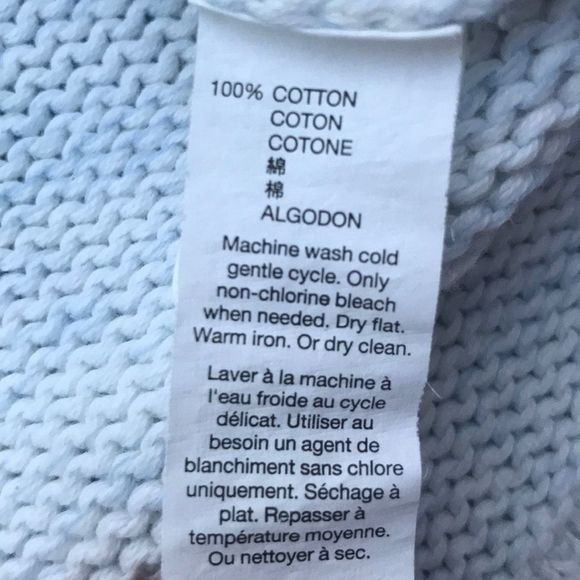 100% COTTON
COTON
COTONE
綿
棉
ALGODON
Machine wash cold
gentle cycle. Only
non-chlorine bleach
when needed. Dry flat.
Warm iron. Or dry clean.
Laver à la machine à
l'eau froide au cycle
délicat. Utiliser au
besoin un agent de
blanchiment sans chlore
uniquement. Séchage à
plat. Repasser à
température moyenne.
Ou nettoyer à sec.